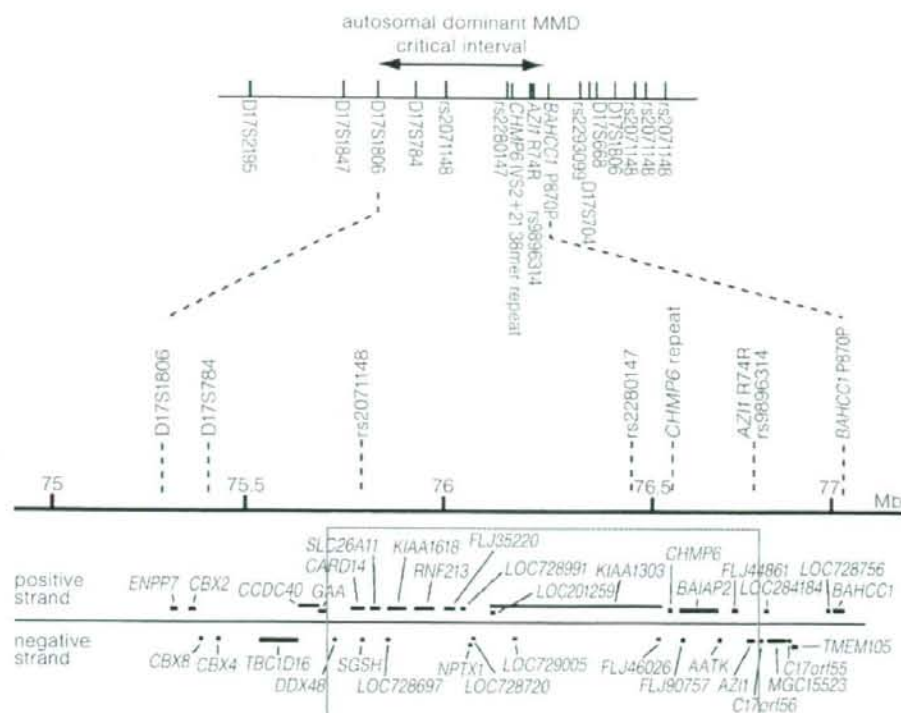 autosomal dominant MMD
critical interval
D17S2195
D17S1847
D17S1806
D17S784
rs2071148
rs2280147
CHMP6 IVS2+21 38mer repeat
AZI1 R74R rs9896314
BAHCC1 P870P
rs2293099
D17S704
D17S668
D17S1806
rs2071148
rs2071148
rs2071148
D17S1806
D17S784
rs2071148
rs2280147
CHMP6 repeat
AZI1 R74R
rs9896314
BAHCC1 P870P
75
75.5
76
76.5
77
Mb
positive
strand
ENPP7
CBX2
CCDC40
GAA
SLC26A11
CARD14
KIAA1618
RNF213
FLJ35220
LOC728991
LOC201259
KIAA1303
CHMP6
BAIAP2
FLJ44861
LOC284184
LOC728756
BAHCC1
negative
strand
CBX8
CBX4
TBC1D16
DDX48
SGSH
LOC728697
NPTX1
LOC728720
LOC729005
FLJ46026
FLJ90757
AATK
AZI1
C17orf56
MGC15523
C17orf55
TMEM105